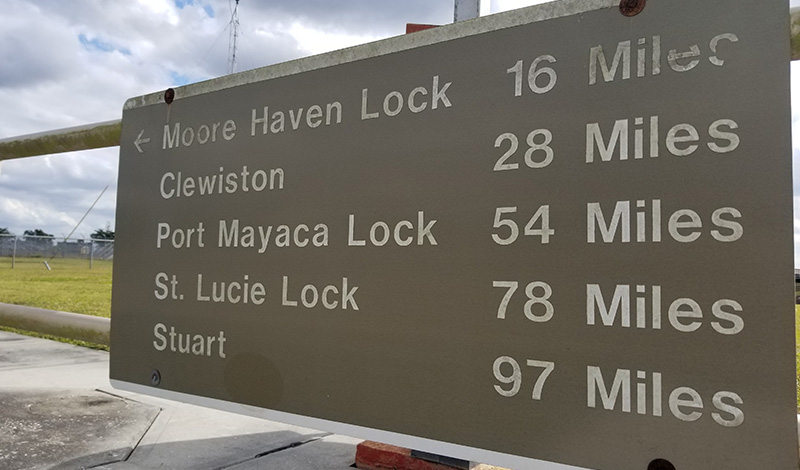 ← Moore Haven Lock 16 Miles
Clewiston 28 Miles
Port Mayaca Lock 54 Miles
St. Lucie Lock 78 Miles
Stuart 97 Miles